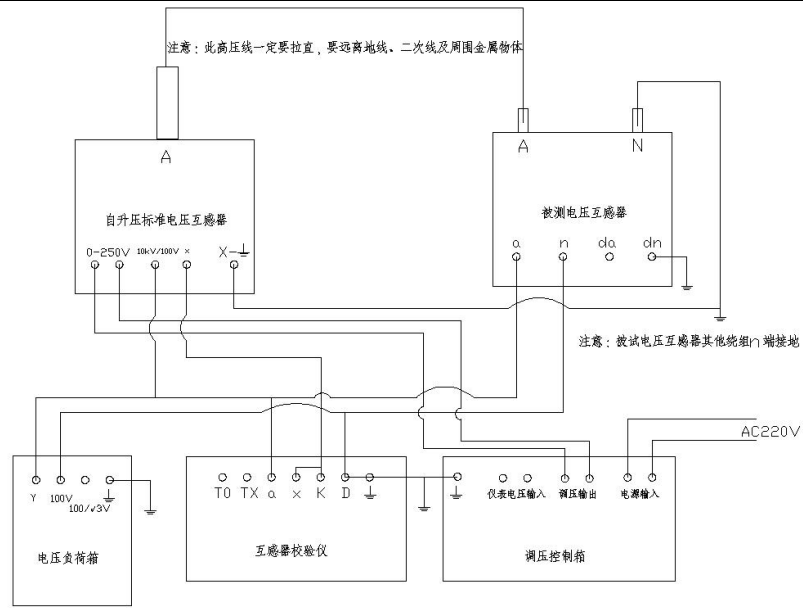 注意：此高压线一定要拉直，要远离地线、二次线及周围金属物体
A
A
N
自升压标准电压互感器
被测电压互感器
0-250V 10kV/100V x X-
a n da dn
注意：被试电压互感器其他绕组n端接地
AC220V
Y 100V
100/√3V
TO TX a x K D
仪表电压输入 调压输出 电源输入
电压负荷箱
互感器校验仪
调压控制箱